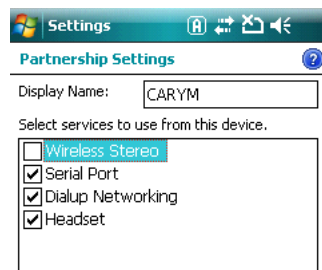 Settings
A
Partnership Settings
?
Display Name: CARYM
Select services to use from this device.
Wireless Stereo
Serial Port
Dialup Networking
Headset